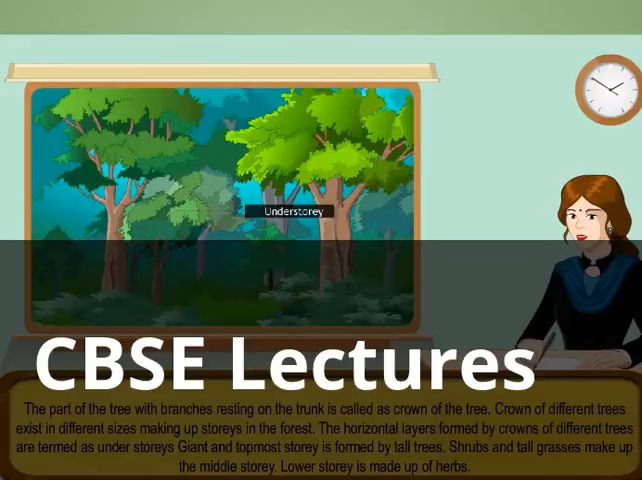 Understorey
CBSE Lectures
The part of the tree with branches resting on the trunk is called as crown of the tree. Crown of different trees
exist in different sizes making up storeys in the forest. The horizontal layers formed by crowns of different trees
are termed as under storeys Giant and topmost storey is formed by tall trees. Shrubs and tall grasses make up
the middle storey. Lower storey is made up of herbs.